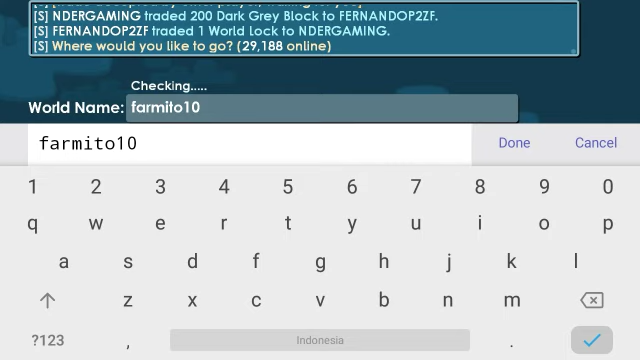 [S] NDERGAMING traded 200 Dark Grey Block to FERNANDOP2ZF.
[S] FERNANDOP2ZF traded 1 World Lock to NDERGAMING.
[S] Where would you like to go? (29,188 online)
Checking.....
World Name: farmito10
farmito10 Done Cancel
1 2 3 4 5 6 7 8 9 0
q w e r t y u i o p
a s d f g h j k l
z x c v b n m
?123 , Indonesia .